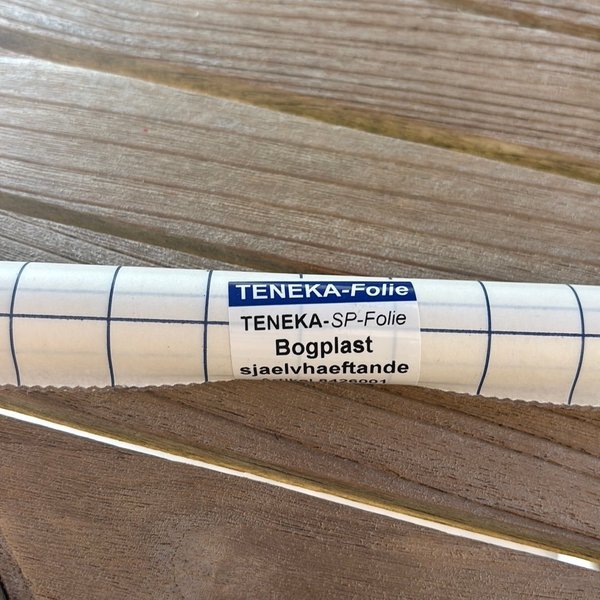 TENEKA-Folie
TENEKA-SP-Folie
Bogplast
sjaelvhaeftande